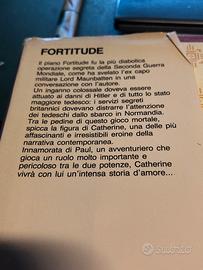 FORTITUDE
Il piano Fortitude fu la più diabolica
operazione segreta della Seconda Guerra
Mondiale, come ha svelato l'ex capo
militare Lord Maunbatten in una
conversazione con l'autore.
Un inganno colossale doveva essere
attuato ai danni di Hitler e di tutto lo stato
maggiore tedesco: i servizi segreti
britannici dovevano distrarre l'attenzione
dei tedeschi dallo sbarco in Normandia.
Tra le pedine di questo gioco mortale,
spicca la figura di Catherine, una delle più
affascinanti e irresistibili eroine della
narrativa contemporanea.
Innamorata di Paul, un avventuriero che
gioca un ruolo molto importante e
pericoloso tra le due potenze, Catherine
vivrà con lui un'intensa storia d'amore...
Subito.it